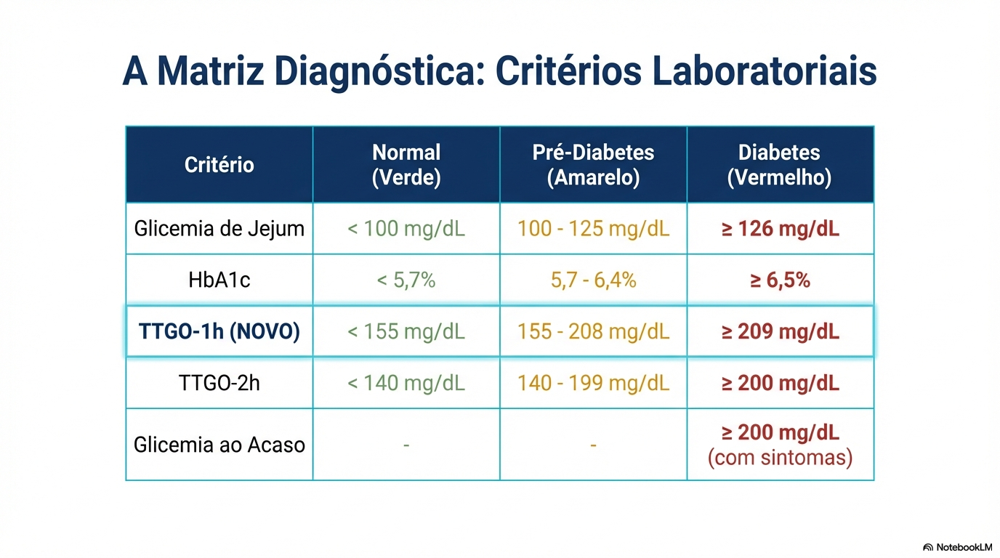 A Matriz Diagnóstica: Critérios Laboratoriais
Critério
Normal
(Verde)
Pré-Diabetes
(Amarelo)
Diabetes
(Vermelho)
Glicemia de Jejum
< 100 mg/dL
100 - 125 mg/dL
≥ 126 mg/dL
HbA1c
< 5,7%
5,7 - 6,4%
≥ 6,5%
TTGO-1h (NOVO)
< 155 mg/dL
155 - 208 mg/dL
≥ 209 mg/dL
TTGO-2h
< 140 mg/dL
140 - 199 mg/dL
≥ 200 mg/dL
Glicemia ao Acaso
-
-
≥ 200 mg/dL
(com sintomas)
NotebookLM